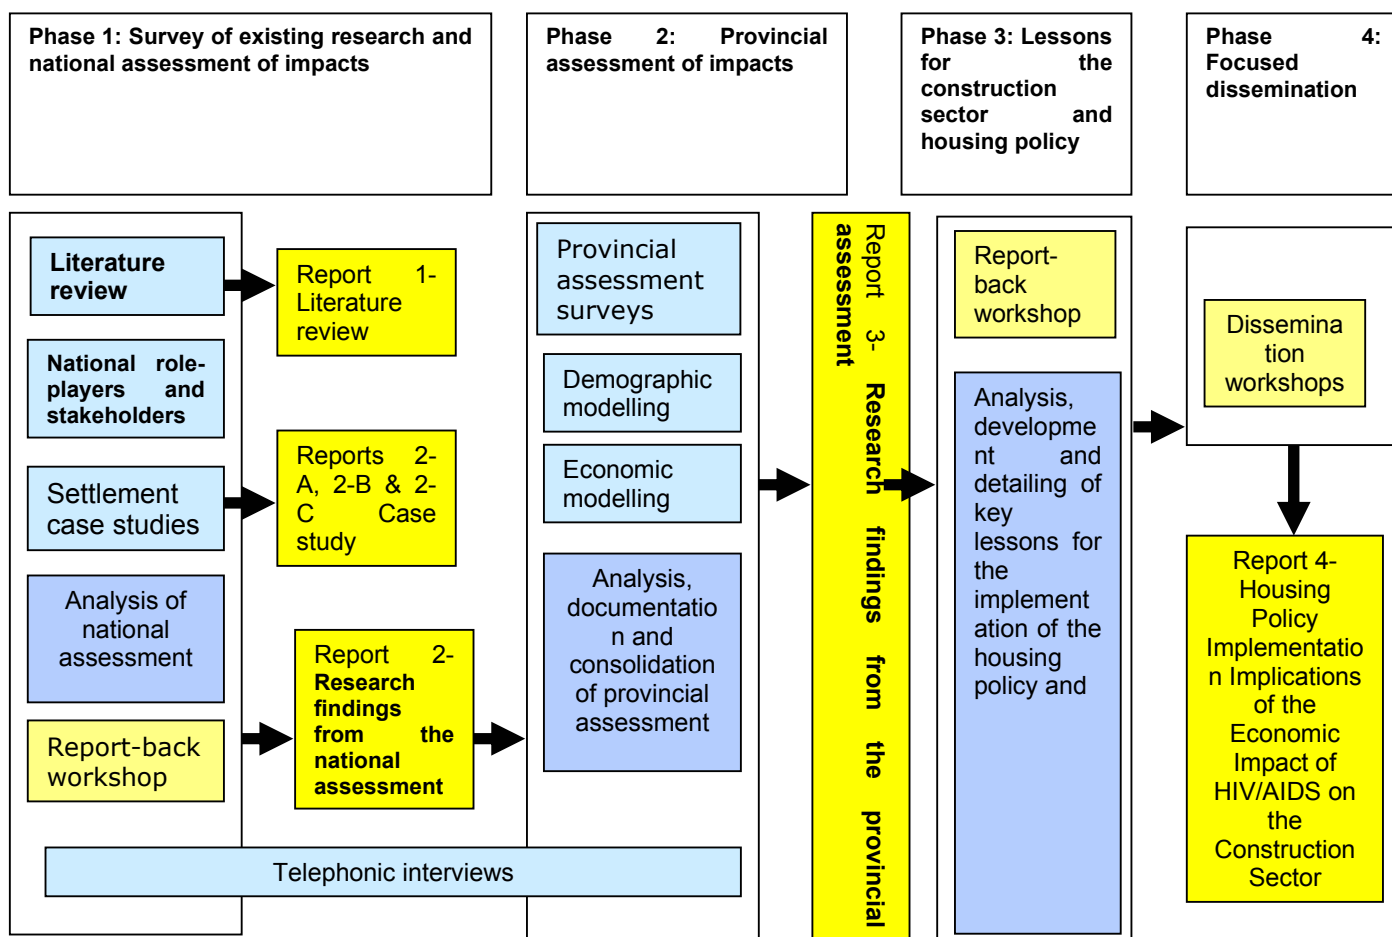 Phase 1: Survey of existing research and
national assessment of impacts
Phase 2: Provincial
assessment of impacts
Phase 3: Lessons
for the
construction
sector and
housing policy
Phase 4:
Focused
dissemination
Literature
review
National role-
players and
stakeholders
Settlement
case studies
Analysis of
national
assessment
Report-back
workshop
Report 1-
Literature
review
Reports 2-
A, 2-B & 2-
C Case
study
Report 2-
Research
findings
from the
national
assessment
Provincial
assessment
surveys
Demographic
modelling
Economic
modelling
Analysis,
documentatio
n and
consolidation
of provincial
assessment
Telephonic interviews
Report 3- Research findings from the provincial
assessment
Report-
back
workshop
Analysis,
developme
nt and
detailing of
key
lessons for
the
implement
ation of the
housing
policy and
Dissemina
tion
workshops
Report 4-
Housing
Policy
Implementatio
n Implications
of the
Economic
Impact of
HIV/AIDS on
the
Construction
Sector